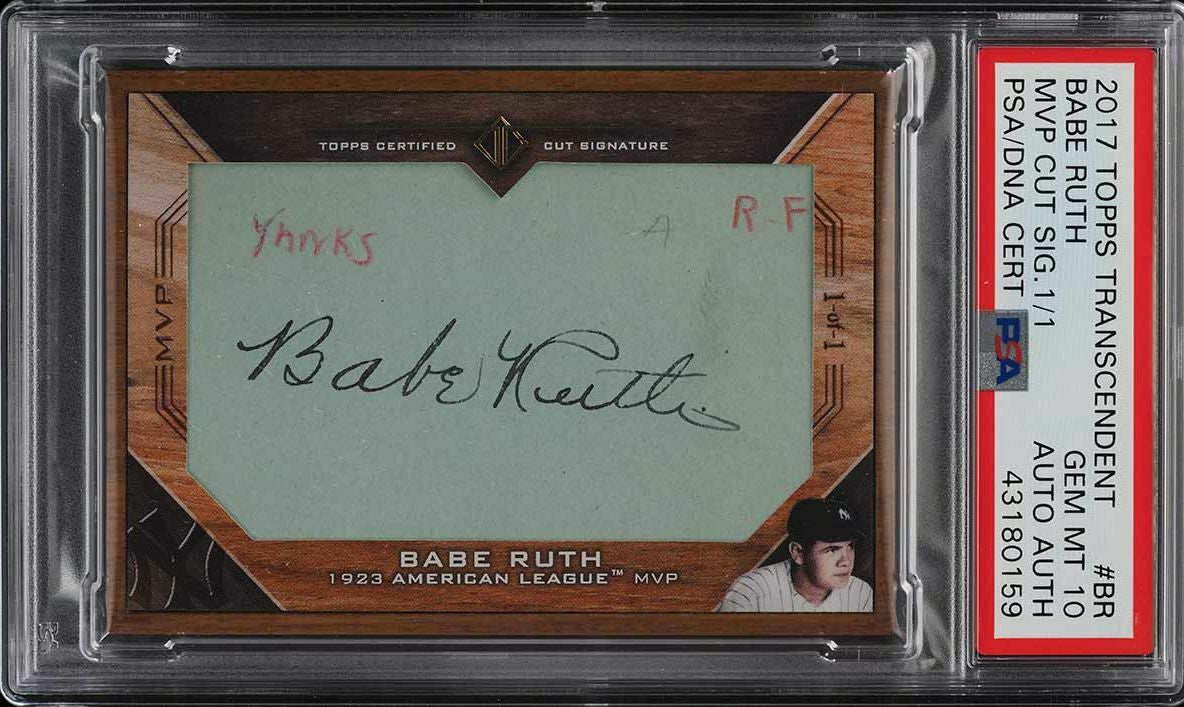 TOPPS CERTIFIED CUT SIGNATURE
Yanks
A
R-F
MVP
1-of-1
Babe Ruth
BABE RUTH
1923 AMERICAN LEAGUE™ MVP
2017 TOPPS TRANSCENDENT #BR
BABE RUTH GEM MT 10
MVP CUT SIG.1/1 AUTO AUTH
PSA/DNA CERT 43180159
PSA